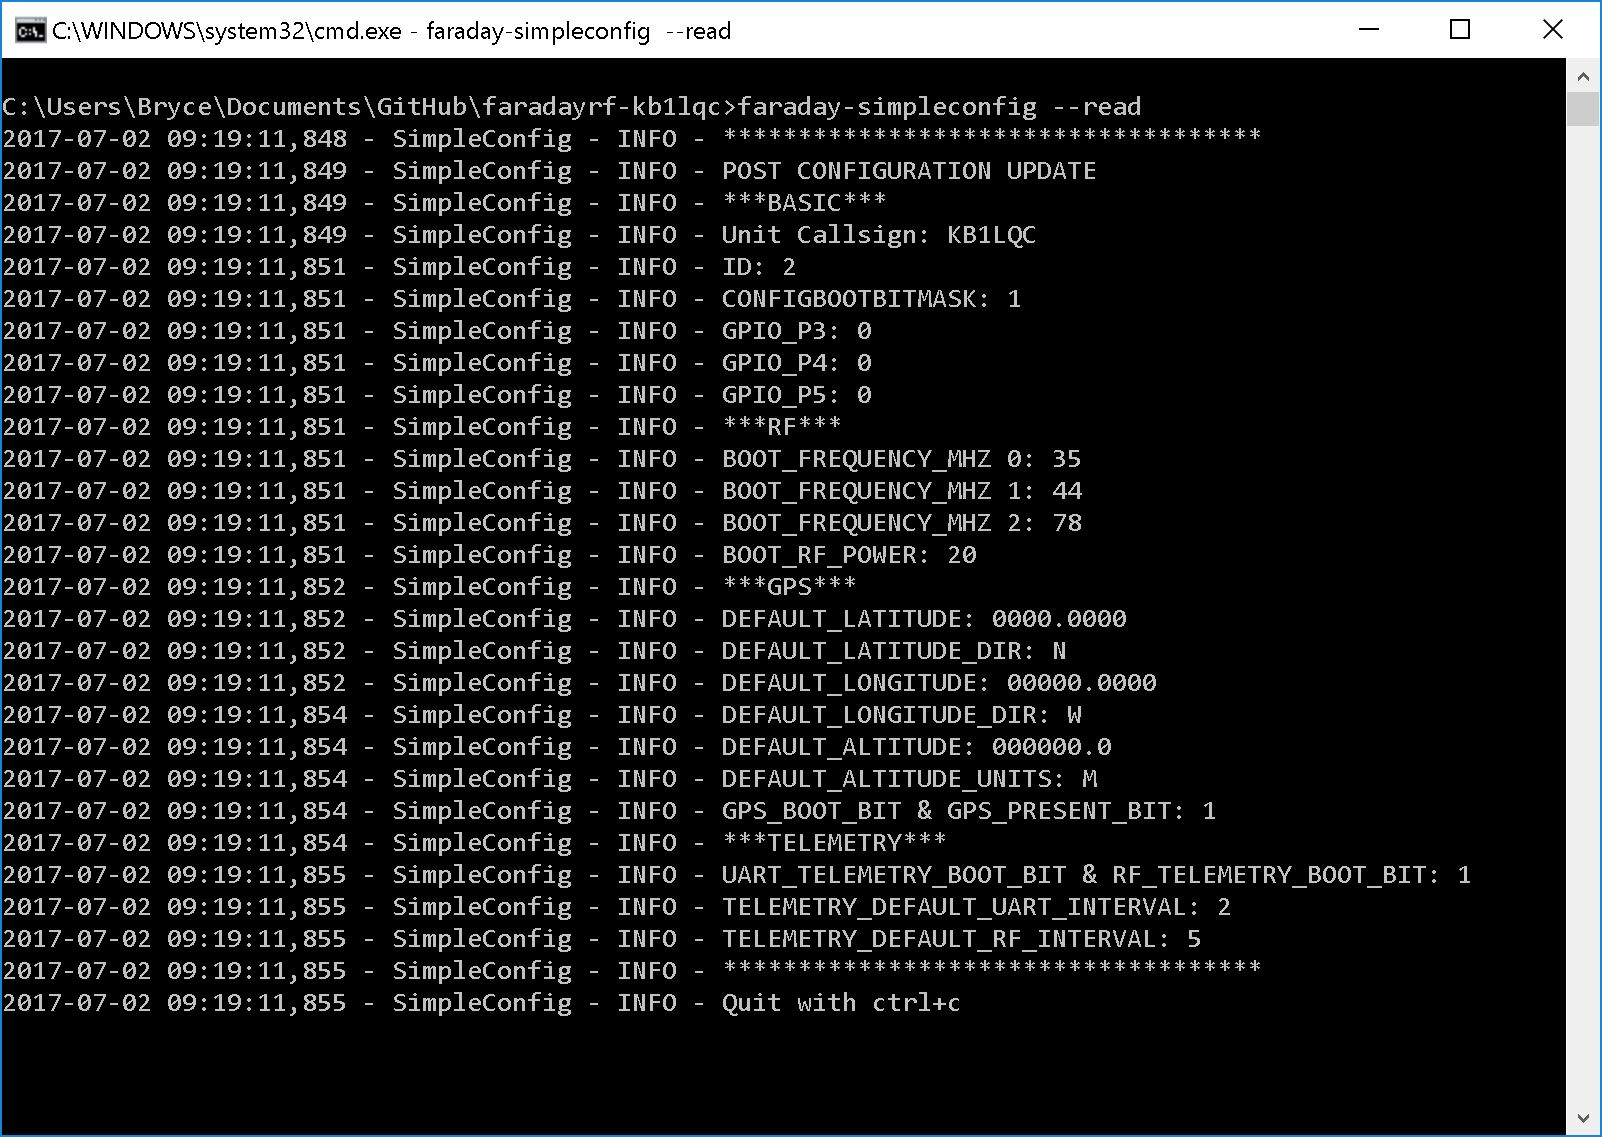 C:\WINDOWS\system32\cmd.exe - faraday-simpleconfig  --read
C:\Users\Bryce\Documents\GitHub\faradayrf-kb1lqc>faraday-simpleconfig --read
2017-07-02 09:19:11,848 - SimpleConfig - INFO - ************************************
2017-07-02 09:19:11,849 - SimpleConfig - INFO - POST CONFIGURATION UPDATE
2017-07-02 09:19:11,849 - SimpleConfig - INFO - ***BASIC***
2017-07-02 09:19:11,849 - SimpleConfig - INFO - Unit Callsign: KB1LQC
2017-07-02 09:19:11,851 - SimpleConfig - INFO - ID: 2
2017-07-02 09:19:11,851 - SimpleConfig - INFO - CONFIGBOOTBITMASK: 1
2017-07-02 09:19:11,851 - SimpleConfig - INFO - GPIO_P3: 0
2017-07-02 09:19:11,851 - SimpleConfig - INFO - GPIO_P4: 0
2017-07-02 09:19:11,851 - SimpleConfig - INFO - GPIO_P5: 0
2017-07-02 09:19:11,851 - SimpleConfig - INFO - ***RF***
2017-07-02 09:19:11,851 - SimpleConfig - INFO - BOOT_FREQUENCY_MHZ 0: 35
2017-07-02 09:19:11,851 - SimpleConfig - INFO - BOOT_FREQUENCY_MHZ 1: 44
2017-07-02 09:19:11,851 - SimpleConfig - INFO - BOOT_FREQUENCY_MHZ 2: 78
2017-07-02 09:19:11,851 - SimpleConfig - INFO - BOOT_RF_POWER: 20
2017-07-02 09:19:11,852 - SimpleConfig - INFO - ***GPS***
2017-07-02 09:19:11,852 - SimpleConfig - INFO - DEFAULT_LATITUDE: 0000.0000
2017-07-02 09:19:11,852 - SimpleConfig - INFO - DEFAULT_LATITUDE_DIR: N
2017-07-02 09:19:11,852 - SimpleConfig - INFO - DEFAULT_LONGITUDE: 00000.0000
2017-07-02 09:19:11,854 - SimpleConfig - INFO - DEFAULT_LONGITUDE_DIR: W
2017-07-02 09:19:11,854 - SimpleConfig - INFO - DEFAULT_ALTITUDE: 000000.0
2017-07-02 09:19:11,854 - SimpleConfig - INFO - DEFAULT_ALTITUDE_UNITS: M
2017-07-02 09:19:11,854 - SimpleConfig - INFO - GPS_BOOT_BIT & GPS_PRESENT_BIT: 1
2017-07-02 09:19:11,854 - SimpleConfig - INFO - ***TELEMETRY***
2017-07-02 09:19:11,855 - SimpleConfig - INFO - UART_TELEMETRY_BOOT_BIT & RF_TELEMETRY_BOOT_BIT: 1
2017-07-02 09:19:11,855 - SimpleConfig - INFO - TELEMETRY_DEFAULT_UART_INTERVAL: 2
2017-07-02 09:19:11,855 - SimpleConfig - INFO - TELEMETRY_DEFAULT_RF_INTERVAL: 5
2017-07-02 09:19:11,855 - SimpleConfig - INFO - ************************************
2017-07-02 09:19:11,855 - SimpleConfig - INFO - Quit with ctrl+c